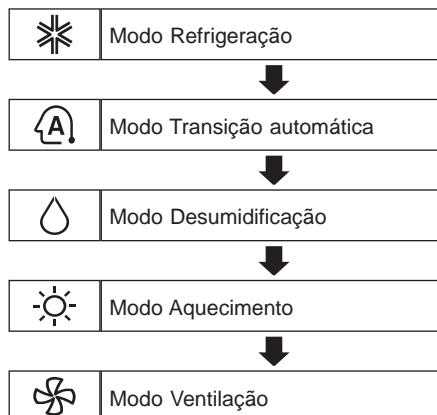 Modo Refrigeração
A
Modo Transição automática
Modo Desumidificação
Modo Aquecimento
Modo Ventilação